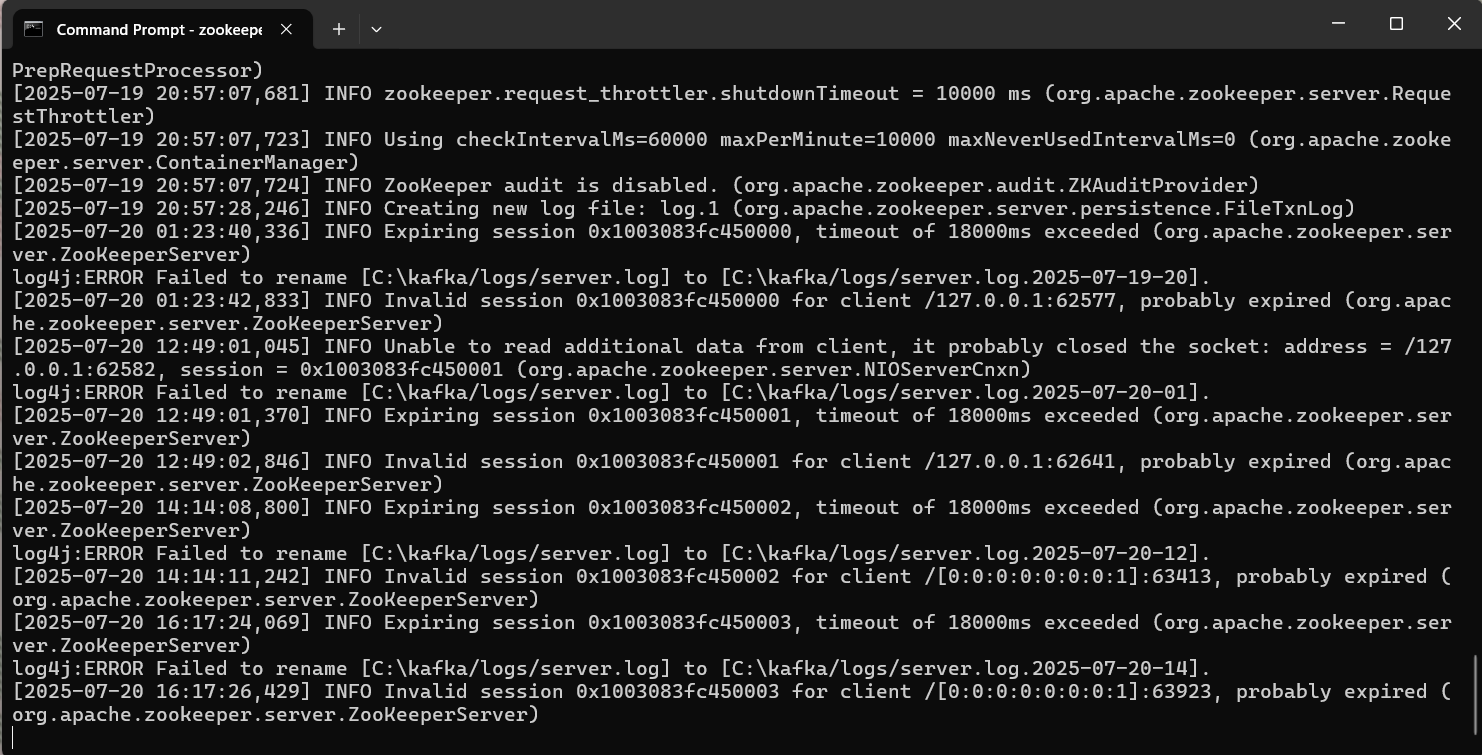 Command Prompt - zookeepe
PrepRequestProcessor)
[2025-07-19 20:57:07,681] INFO zookeeper.request_throttler.shutdownTimeout = 10000 ms (org.apache.zookeeper.server.Reque
stThrottler)
[2025-07-19 20:57:07,723] INFO Using checkIntervalMs=60000 maxPerMinute=10000 maxNeverUsedIntervalMs=0 (org.apache.zooke
eper.server.ContainerManager)
[2025-07-19 20:57:07,724] INFO ZooKeeper audit is disabled. (org.apache.zookeeper.audit.ZKAuditProvider)
[2025-07-19 20:57:28,246] INFO Creating new log file: log.1 (org.apache.zookeeper.server.persistence.FileTxnLog)
[2025-07-20 01:23:40,336] INFO Expiring session 0x1003083fc450000, timeout of 18000ms exceeded (org.apache.zookeeper.ser
ver.ZooKeeperServer)
log4j:ERROR Failed to rename [C:\kafka/logs/server.log] to [C:\kafka/logs/server.log.2025-07-19-20].
[2025-07-20 01:23:42,833] INFO Invalid session 0x1003083fc450000 for client /127.0.0.1:62577, probably expired (org.apac
he.zookeeper.server.ZooKeeperServer)
[2025-07-20 12:49:01,045] INFO Unable to read additional data from client, it probably closed the socket: address = /127
.0.0.1:62582, session = 0x1003083fc450001 (org.apache.zookeeper.server.NIOServerCnxn)
log4j:ERROR Failed to rename [C:\kafka/logs/server.log] to [C:\kafka/logs/server.log.2025-07-20-01].
[2025-07-20 12:49:01,370] INFO Expiring session 0x1003083fc450001, timeout of 18000ms exceeded (org.apache.zookeeper.ser
ver.ZooKeeperServer)
[2025-07-20 12:49:02,846] INFO Invalid session 0x1003083fc450001 for client /127.0.0.1:62641, probably expired (org.apac
he.zookeeper.server.ZooKeeperServer)
[2025-07-20 14:14:08,800] INFO Expiring session 0x1003083fc450002, timeout of 18000ms exceeded (org.apache.zookeeper.ser
ver.ZooKeeperServer)
log4j:ERROR Failed to rename [C:\kafka/logs/server.log] to [C:\kafka/logs/server.log.2025-07-20-12].
[2025-07-20 14:14:11,242] INFO Invalid session 0x1003083fc450002 for client /[0:0:0:0:0:0:0:1]:63413, probably expired (
org.apache.zookeeper.server.ZooKeeperServer)
[2025-07-20 16:17:24,069] INFO Expiring session 0x1003083fc450003, timeout of 18000ms exceeded (org.apache.zookeeper.ser
ver.ZooKeeperServer)
log4j:ERROR Failed to rename [C:\kafka/logs/server.log] to [C:\kafka/logs/server.log.2025-07-20-14].
[2025-07-20 16:17:26,429] INFO Invalid session 0x1003083fc450003 for client /[0:0:0:0:0:0:0:1]:63923, probably expired (
org.apache.zookeeper.server.ZooKeeperServer)